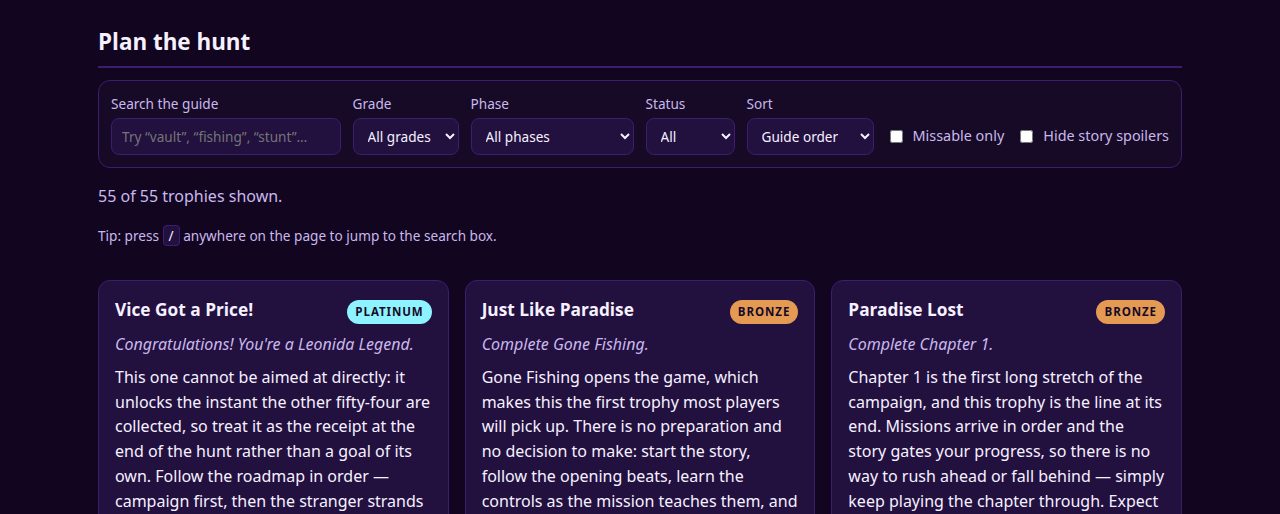 Plan the hunt
Search the guide
Grade
Phase
Status
Sort
Try “vault”, “fishing”, “stunt”...
All grades
All phases
All
Guide order
Missable only
Hide story spoilers
55 of 55 trophies shown.
Tip: press / anywhere on the page to jump to the search box.
Vice Got a Price!
PLATINUM
Congratulations! You're a Leonida Legend.
This one cannot be aimed at directly: it
unlocks the instant the other fifty-four are
collected, so treat it as the receipt at the
end of the hunt rather than a goal of its
own. Follow the roadmap in order —
campaign first, then the stranger strands
Just Like Paradise
BRONZE
Complete Gone Fishing.
Gone Fishing opens the game, which
makes this the first trophy most players
will pick up. There is no preparation and
no decision to make: start the story,
follow the opening beats, learn the
controls as the mission teaches them, and
Paradise Lost
BRONZE
Complete Chapter 1.
Chapter 1 is the first long stretch of the
campaign, and this trophy is the line at its
end. Missions arrive in order and the
story gates your progress, so there is no
way to rush ahead or fall behind — simply
keep playing the chapter through. Expect